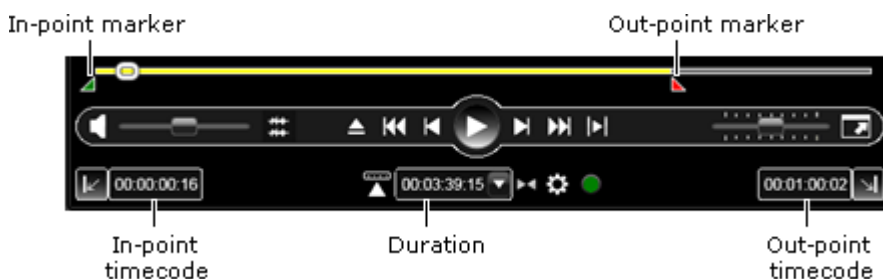 In-point marker
Out-point marker
00:00:00:16
00:03:39:15
00:01:00:02
In-point
timecode
Duration
Out-point
timecode